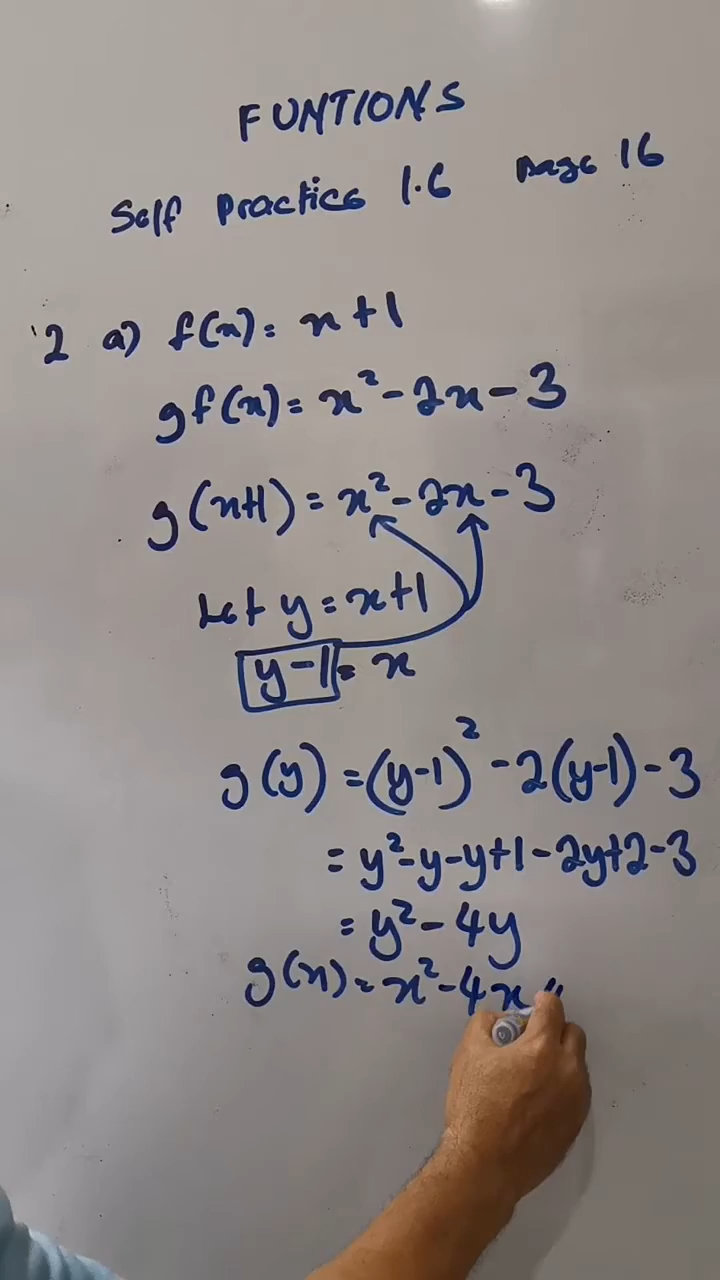 FUNTIONS
Self Practice 1.6 page 16
2 a) f(x) = x+1
gf(x) = x² - 2x - 3
g(x+1) = x² - 2x - 3
Let y = x+1
y-1 = x
g(y) = (y-1)² - 2(y-1) - 3
= y² - y - y + 1 - 2y + 2 - 3
= y² - 4y
g(x) = x² - 4x